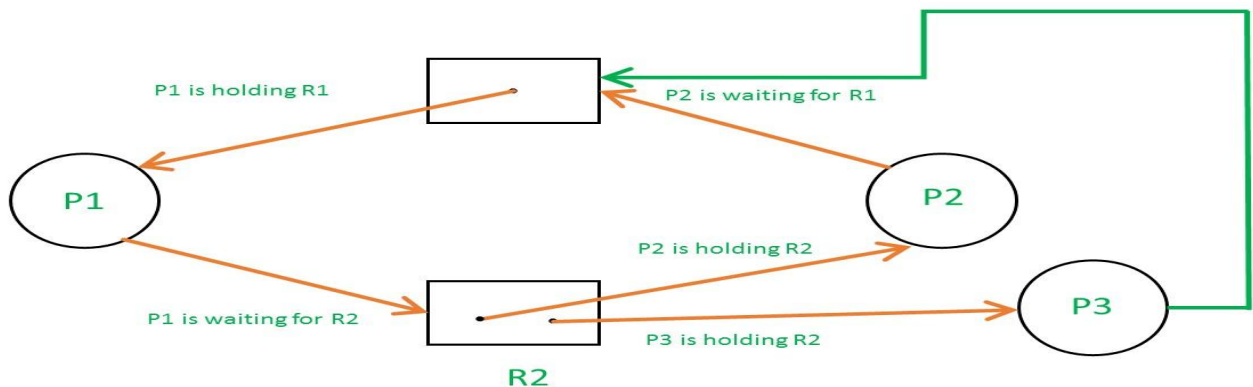 P1 is holding R1
P2 is waiting for R1
P1
P2
P2 is holding R2
P1 is waiting for R2
P3
P3 is holding R2
R2